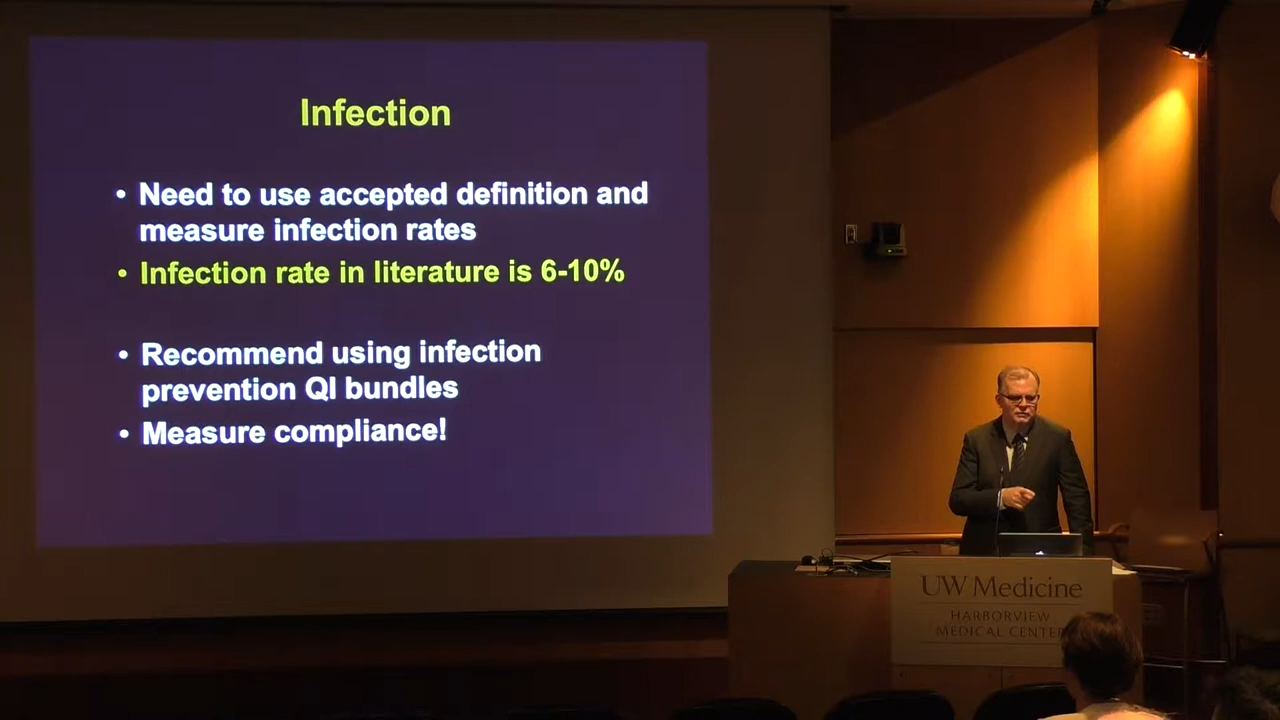 Infection
• Need to use accepted definition and
measure infection rates
• Infection rate in literature is 6-10%
• Recommend using infection
prevention QI bundles
• Measure compliance!
UW Medicine
HARBORVIEW
MEDICAL CENTER